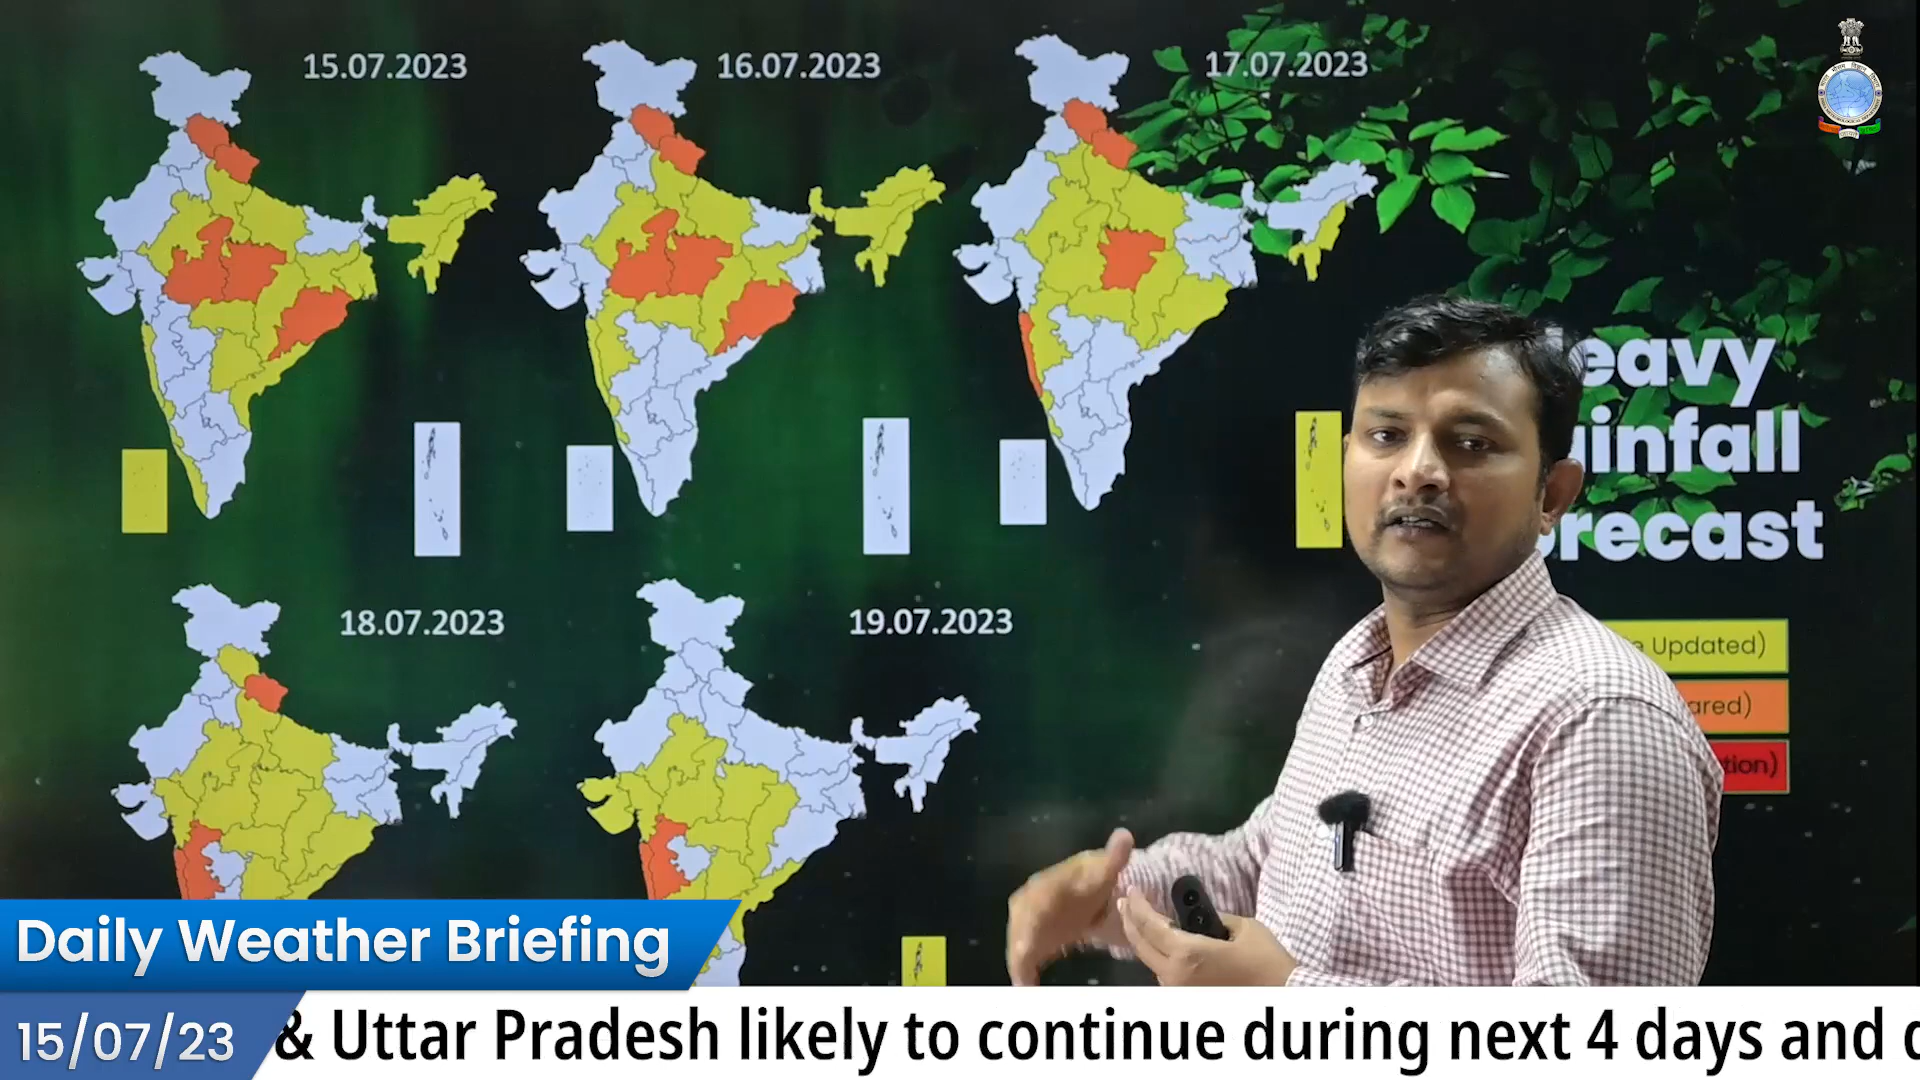 15.07.2023
16.07.2023
17.07.2023
eavy
infall
recast
18.07.2023
19.07.2023
Updated)
ared)
tion)
Daily Weather Briefing
15/07/23
& Uttar Pradesh likely to continue during next 4 days and